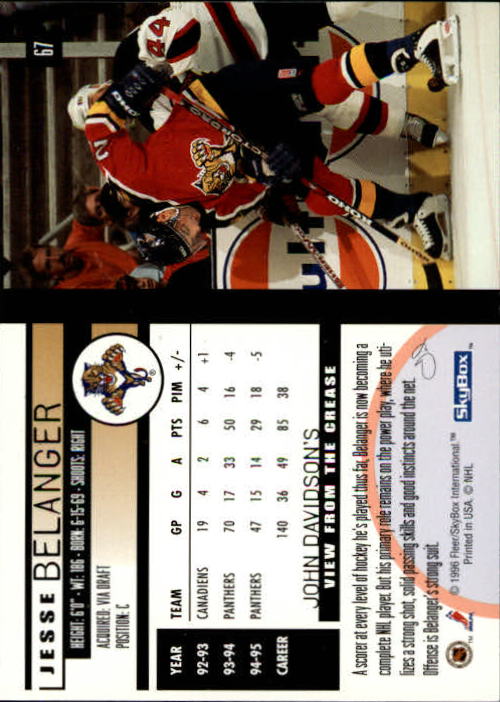 67
44
JESSE
BELANGER
HEIGHT: 6'0" • WT: 186 • BORN: 6-15-69 • SHOOTS: RIGHT
ACQUIRED: VIA DRAFT
POSITION: C
YEAR TEAM GP G A PTS PIM +/-
92-93 CANADIENS 19 4 2 6 4 +1
93-94 PANTHERS 70 17 33 50 16 -4
94-95 PANTHERS 47 15 14 29 18 -5
CAREER 140 36 49 85 38
JOHN DAVIDSON'S
VIEW FROM THE CREASE
A scorer at every level of hockey he's played thus far, Belanger is now becoming a
complete NHL player. But his primary role remains on the power play, where he uti-
lizes a strong shot, solid passing skills and good instincts around the net.
Offense is Belanger's strong suit.
© 1996 Fleer/SkyBox International.™
Printed in USA. © NHL
SkyBox